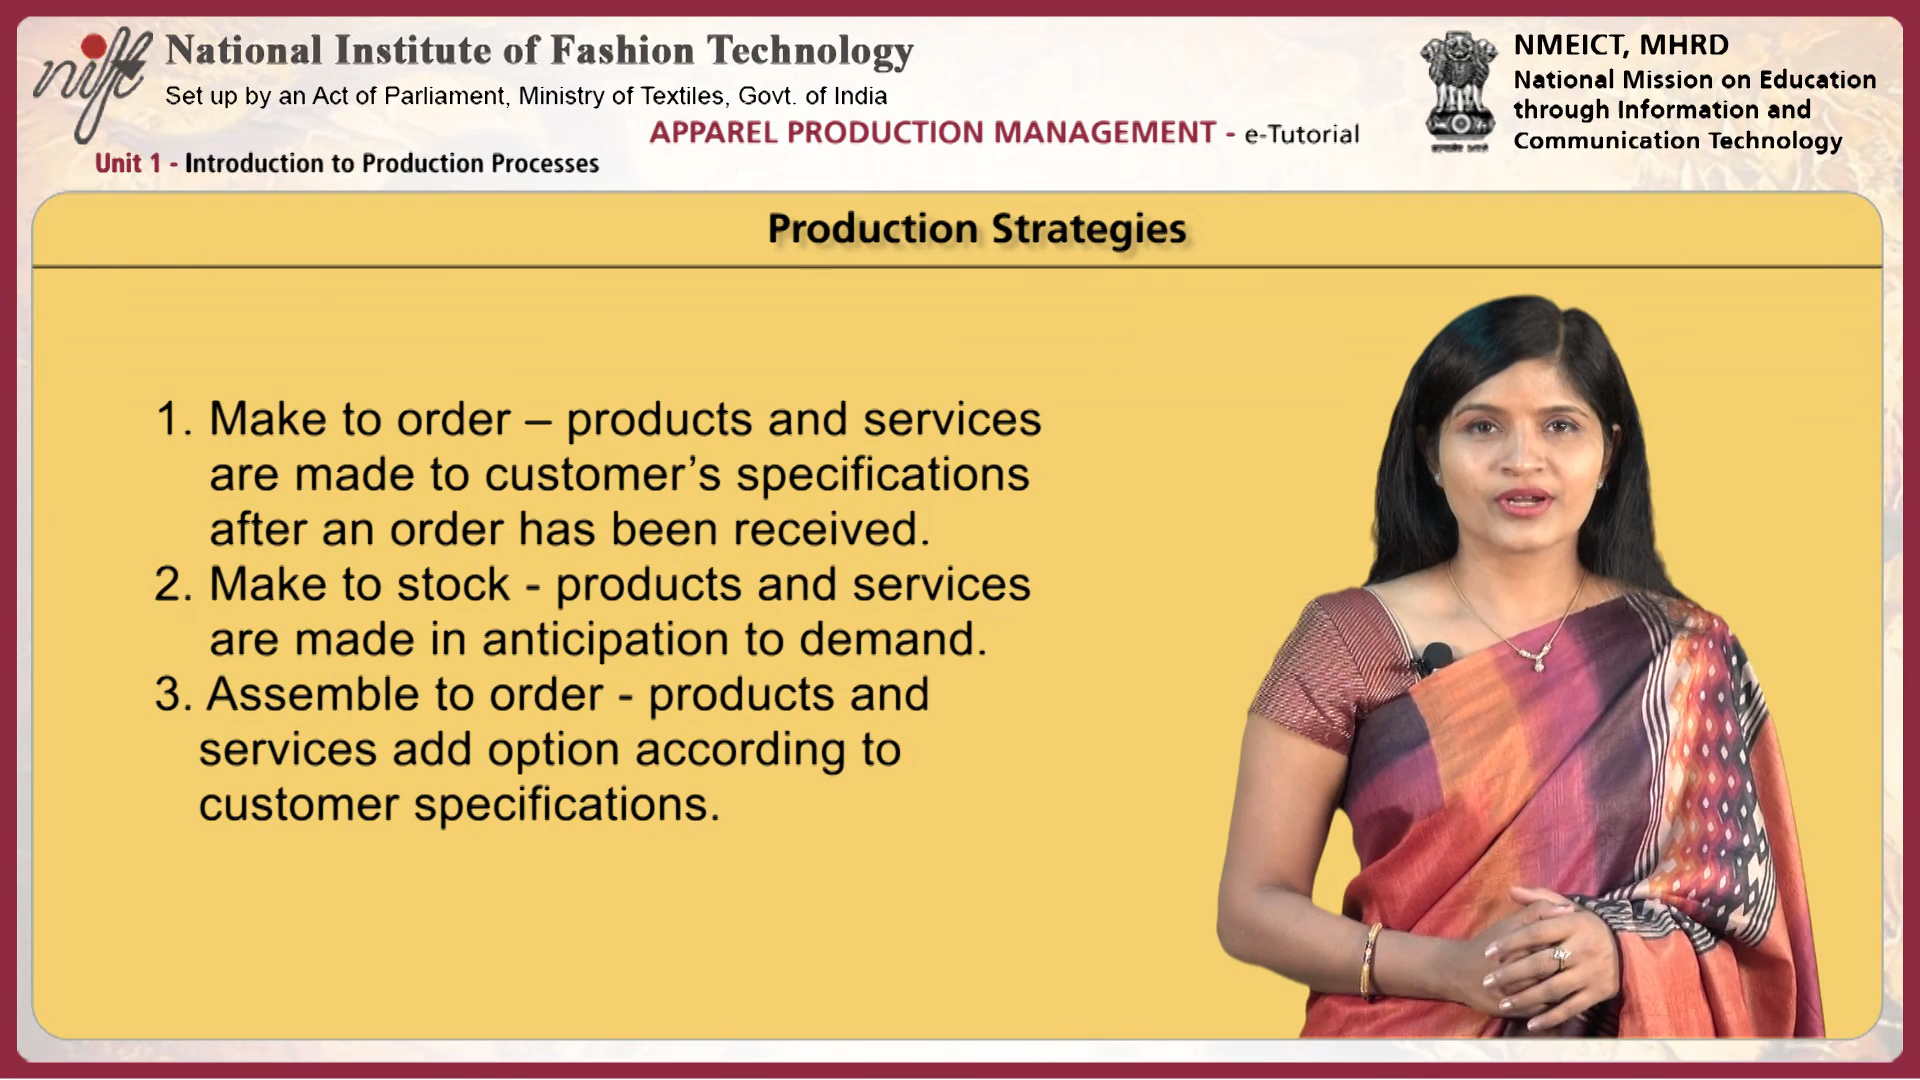 nift National Institute of Fashion Technology
Set up by an Act of Parliament, Ministry of Textiles, Govt. of India
APPAREL PRODUCTION MANAGEMENT - e-Tutorial
Unit 1 - Introduction to Production Processes
NMEICT, MHRD
National Mission on Education
through Information and
Communication Technology
Production Strategies
1. Make to order – products and services
are made to customer’s specifications
after an order has been received.
2. Make to stock - products and services
are made in anticipation to demand.
3. Assemble to order - products and
services add option according to
customer specifications.